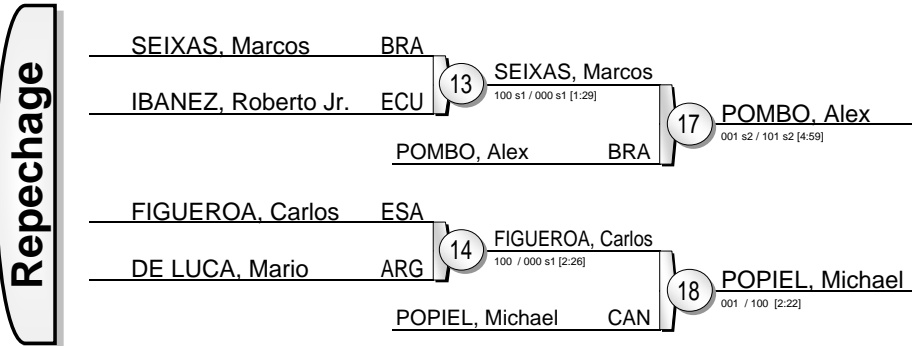 Repechage
SEIXAS, Marcos BRA
IBANEZ, Roberto Jr. ECU
13
SEIXAS, Marcos
100 s1 / 000 s1 [1:29]
POMBO, Alex BRA
17
POMBO, Alex
001 s2 / 101 s2 [4:59]
FIGUEROA, Carlos ESA
DE LUCA, Mario ARG
14
FIGUEROA, Carlos
100 / 000 s1 [2:26]
POPIEL, Michael CAN
18
POPIEL, Michael
001 / 100 [2:22]